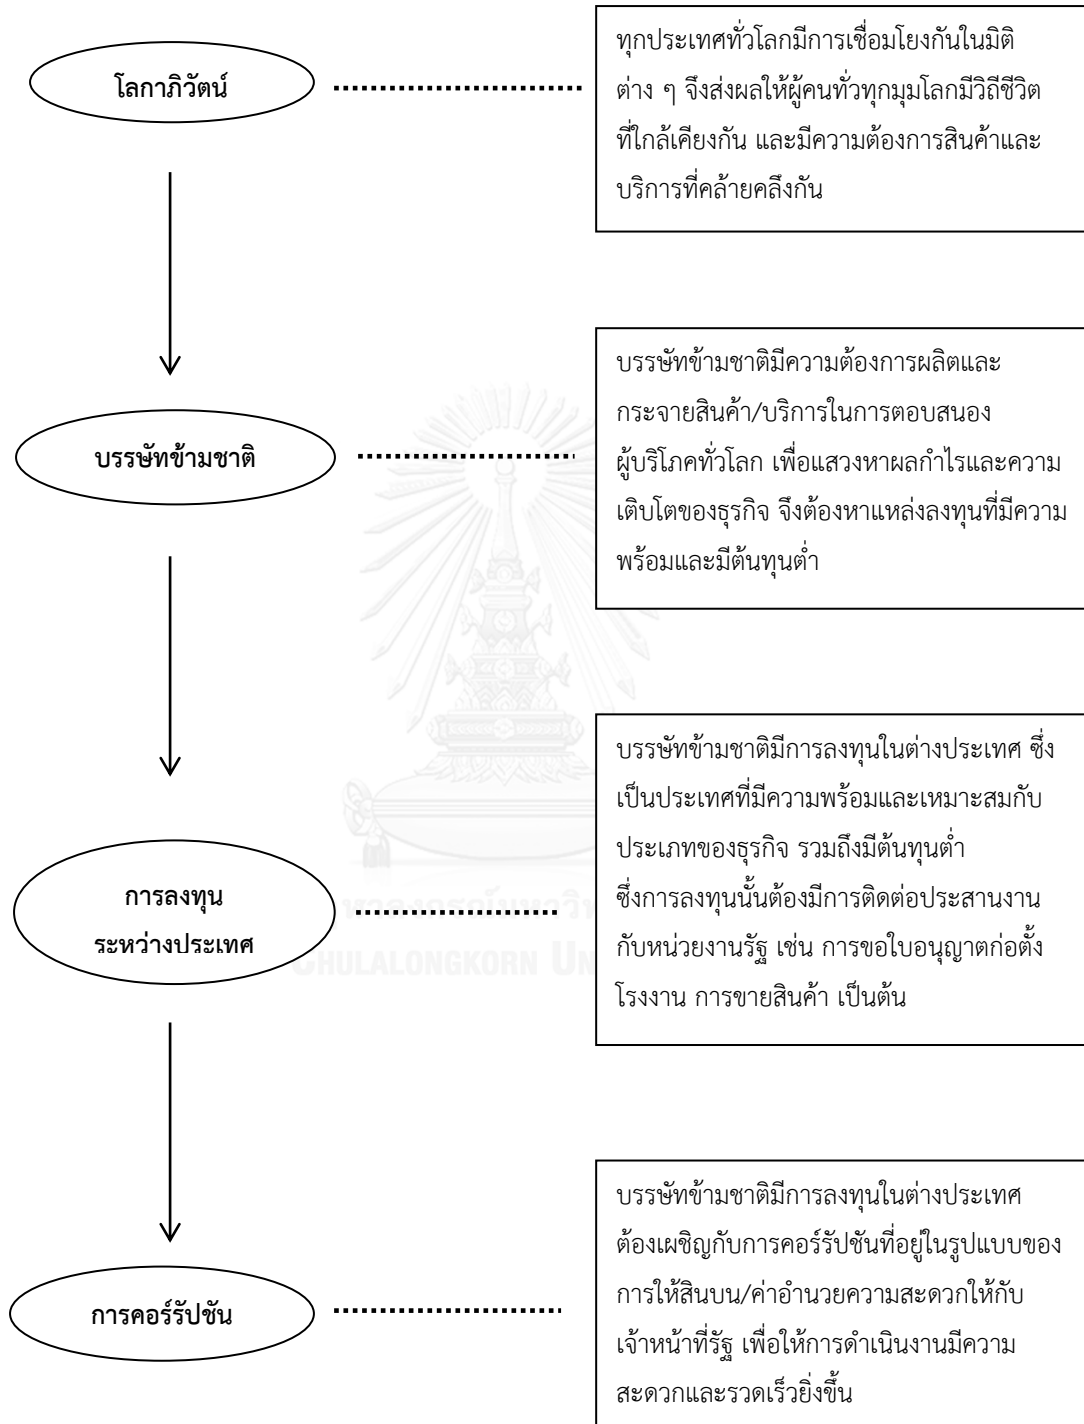 โลกาภิวัตน์
ทุกประเทศทั่วโลกมีการเชื่อมโยงกันในมิติ
ต่าง ๆ จึงส่งผลให้ผู้คนทั่วทุกมุมโลกมีวิถีชีวิต
ที่ใกล้เคียงกัน และมีความต้องการสินค้าและ
บริการที่คล้ายคลึงกัน
บรรษัทข้ามชาติ
บรรษัทข้ามชาติมีความต้องการผลิตและ
กระจายสินค้า/บริการในการตอบสนอง
ผู้บริโภคทั่วโลก เพื่อแสวงหาผลกำไรและความ
เติบโตของธุรกิจ จึงต้องหาแหล่งลงทุนที่มีความ
พร้อมและมีต้นทุนต่ำ
การลงทุน
ระหว่างประเทศ
บรรษัทข้ามชาติมีการลงทุนในต่างประเทศ ซึ่ง
เป็นประเทศที่มีความพร้อมและเหมาะสมกับ
ประเภทของธุรกิจ รวมถึงมีต้นทุนต่ำ
ซึ่งการลงทุนนั้นต้องมีการติดต่อประสานงาน
กับหน่วยงานรัฐ เช่น การขอใบอนุญาตก่อตั้ง
โรงงาน การขายสินค้า เป็นต้น
CHULALONGKORN UN
การคอร์รัปชัน
บรรษัทข้ามชาติมีการลงทุนในต่างประเทศ
ต้องเผชิญกับการคอร์รัปชันที่อยู่ในรูปแบบของ
การให้สินบน/ค่าอำนวยความสะดวกให้กับ
เจ้าหน้าที่รัฐ เพื่อให้การดำเนินงานมีความ
สะดวกและรวดเร็วยิ่งขึ้น